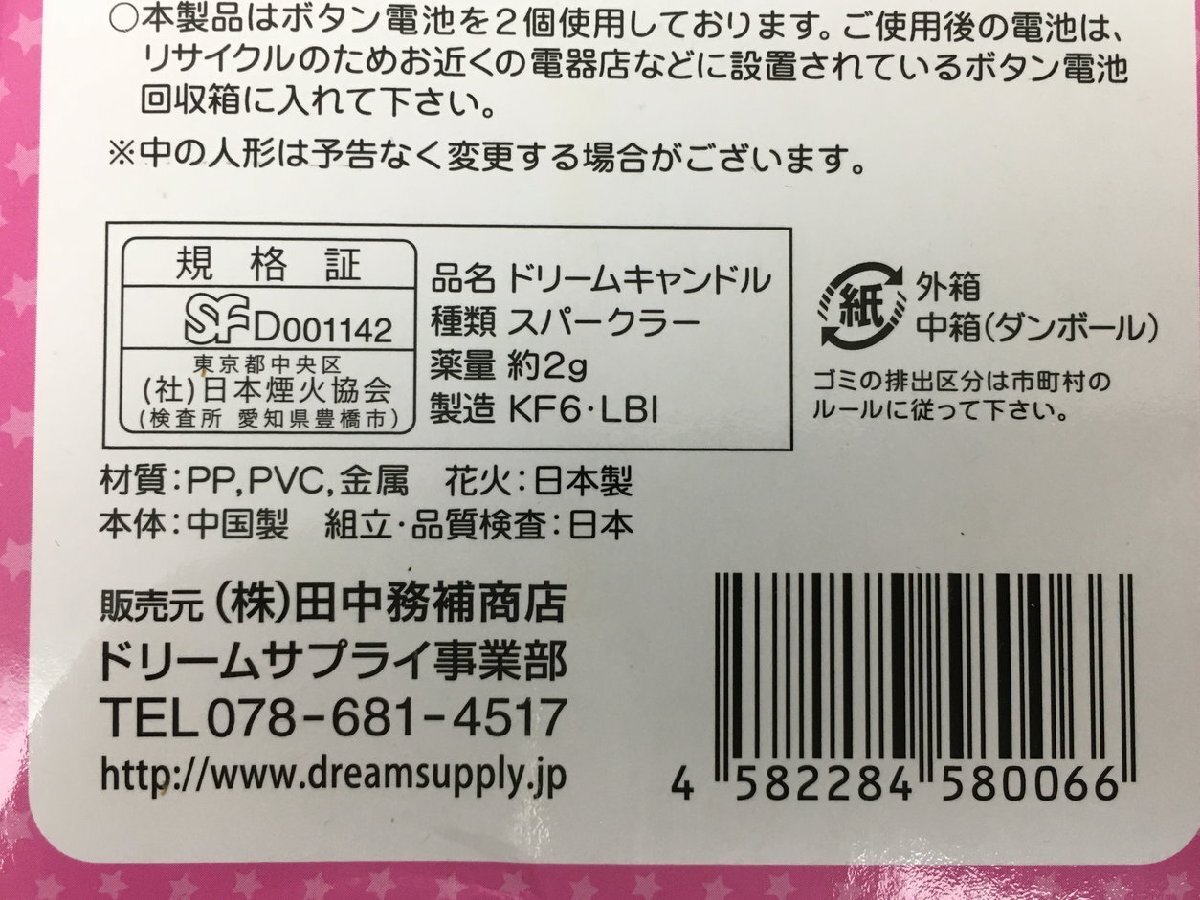 ○本製品はボタン電池を2個使用しております。ご使用後の電池は、
リサイクルのためお近くの電器店などに設置されているボタン電池
回収箱に入れて下さい。
※中の人形は予告なく変更する場合がございます。
規格証
SF D001142
東京都中央区
(社)日本煙火協会
(検査所 愛知県豊橋市)
品名 ドリームキャンドル
種類 スパークラー
薬量 約2g
製造 KF6・LBI
紙
外箱
中箱(ダンボール)
ゴミの排出区分は市町村の
ルールに従って下さい。
材質:PP,PVC,金属 花火:日本製
本体:中国製 組立・品質検査:日本
販売元 (株)田中務補商店
ドリームサプライ事業部
TEL 078-681-4517
http://www.dreamsupply.jp
4 582284 580066